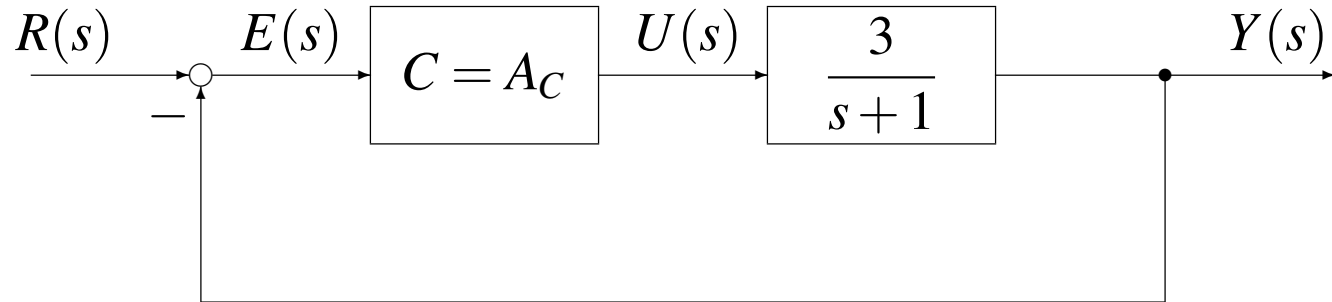 R(s)
E(s)
C = A_C
U(s)
3
s + 1
Y(s)
−